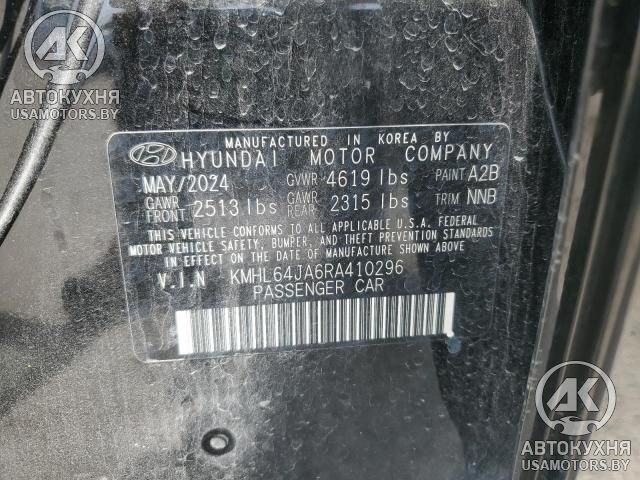 AK
АВТОКУХНЯ
USAMOTORS.BY
MANUFACTURED IN KOREA BY
HYUNDAI MOTOR COMPANY
MAY/2024 GVWR 4619 lbs PAINT A2B
GAWR FRONT 2513 lbs GAWR REAR 2315 lbs TRIM NNB
THIS VEHICLE CONFORMS TO ALL APPLICABLE U.S.A. FEDERAL
MOTOR VEHICLE SAFETY, BUMPER, AND THEFT PREVENTION STANDARDS
IN EFFECT ON THE DATE OF MANUFACTURE SHOWN ABOVE.
V.I.N KMHL64JA6RA410296
PASSENGER CAR
AK
АВТОКУХНЯ
USAMOTORS.BY